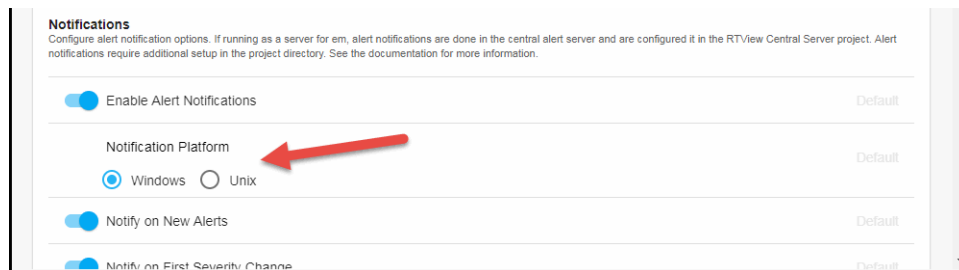 Notifications
Configure alert notification options. If running as a server for em, alert notifications are done in the central alert server and are configured it in the RTView Central Server project. Alert
notifications require additional setup in the project directory. See the documentation for more information.
Enable Alert Notifications Default
Notification Platform
Default
Windows Unix
Notify on New Alerts Default
Notify on First Severity Change Default